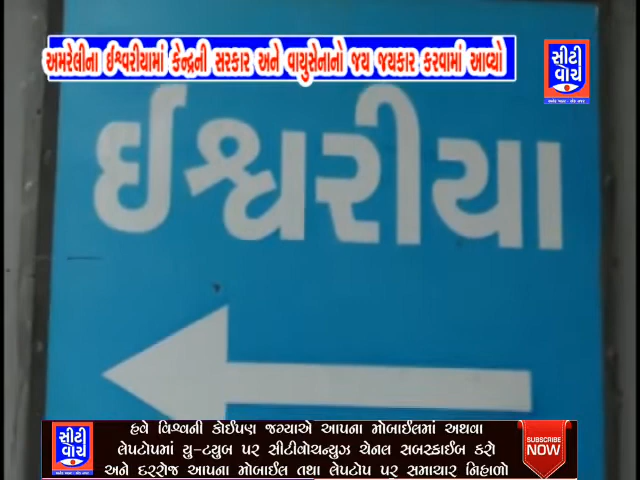 અમરેલીના ઈશ્વરીયામાં કેન્દ્રની સરકાર અને વાયુસેનાનો જય જયકાર કરવામાં આવ્યો
સીટી
વોચ
ઈશ્વરીયા
સીટી
વોચ
હવે વિશ્વની કોઈપણ જગ્યાએ આપના મોબાઈલમાં અથવા
લેપટોપમાં યુ-ટયુબ પર સીટીવોચન્યુઝ ચેનલ સબસ્ક્રાઈબ કરો
અને દરરોજ આપના મોબાઈલ તથા લેપટોપ પર સમાચાર નિહાળો
SUBSCRIBE
NOW